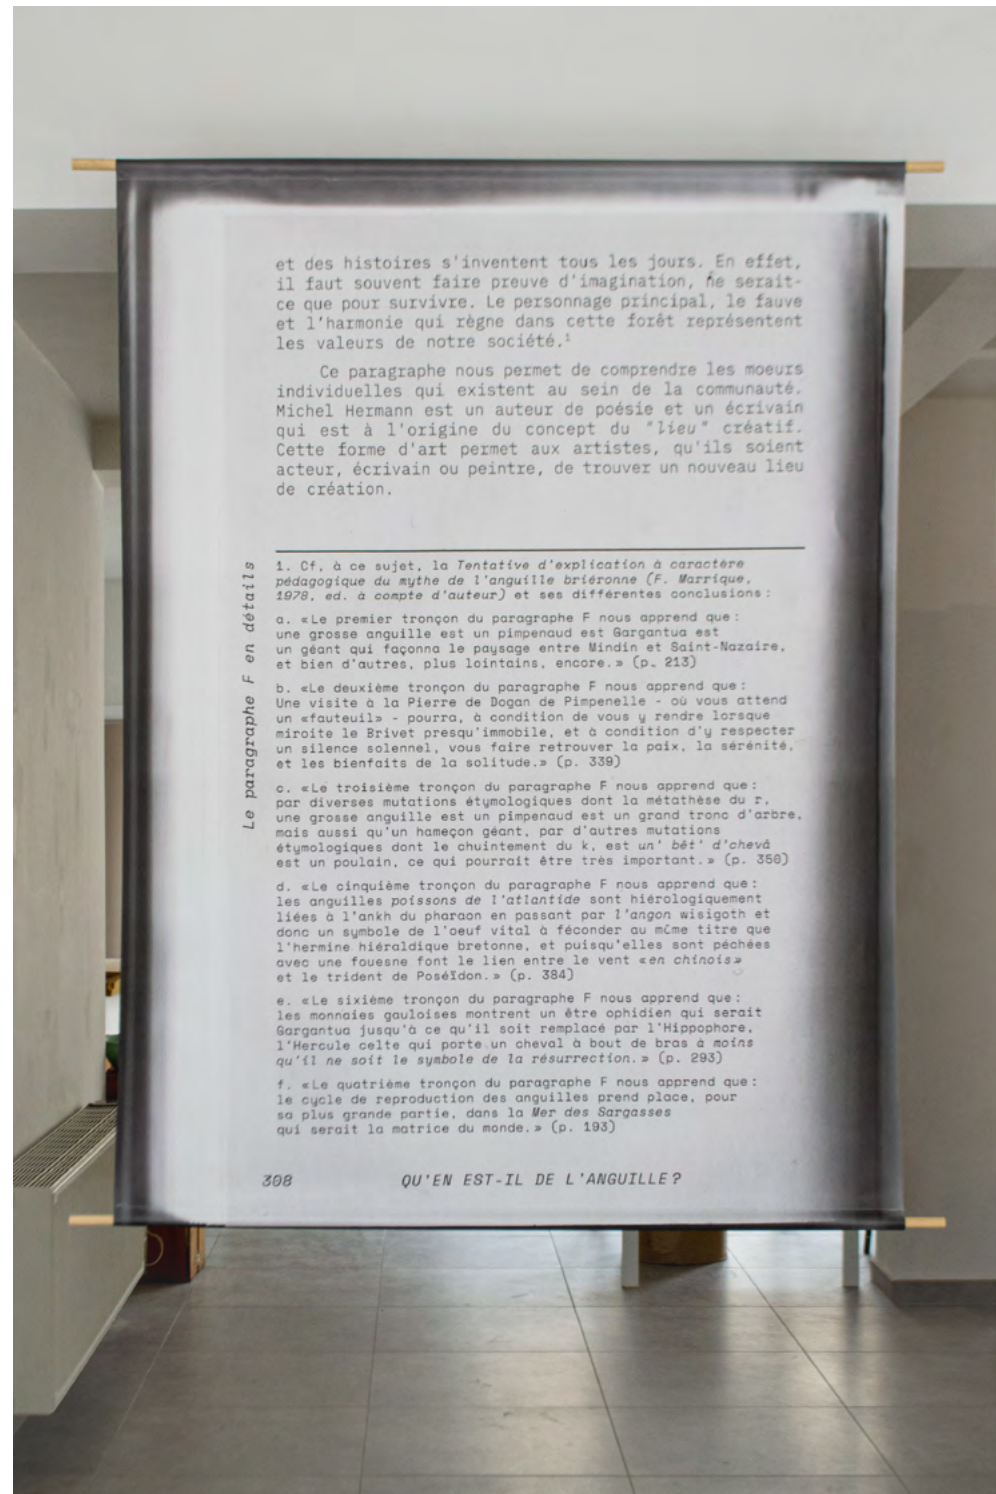 et des histoires s'inventent tous les jours. En effet,
il faut souvent faire preuve d'imagination, ne serait-
ce que pour survivre. Le personnage principal, le fauve
et l'harmonie qui règne dans cette forêt représentent
les valeurs de notre société.¹
Ce paragraphe nous permet de comprendre les moeurs
individuelles qui existent au sein de la communauté.
Michel Hermann est un auteur de poésie et un écrivain
qui est à l'origine du concept du "lieu" créatif.
Cette forme d'art permet aux artistes, qu'ils soient
acteur, écrivain ou peintre, de trouver un nouveau lieu
de création.
Le paragraphe F en détails
1. Cf, à ce sujet, la Tentative d'explication à caractère
pédagogique du mythe de l'anguille briéronne (F. Marrique,
1978, ed. à compte d'auteur) et ses différentes conclusions :
a. «Le premier tronçon du paragraphe F nous apprend que :
une grosse anguille est un pimpenaud est Gargantua est
un géant qui façonna le paysage entre Mindin et Saint-Nazaire,
et bien d'autres, plus lointains, encore.» (p. 213)
b. «Le deuxième tronçon du paragraphe F nous apprend que :
Une visite à la Pierre de Dogan de Pimpenelle - où vous attend
un «fauteuil» - pourra, à condition de vous y rendre lorsque
miroite le Brivet presqu'immobile, et à condition d'y respecter
un silence solennel, vous faire retrouver la paix, la sérénité,
et les bienfaits de la solitude.» (p. 339)
c. «Le troisième tronçon du paragraphe F nous apprend que :
par diverses mutations étymologiques dont la métathèse du r,
une grosse anguille est un pimpenaud est un grand tronc d'arbre,
mais aussi qu'un hameçon géant, par d'autres mutations
étymologiques dont le chuintement du k, est un' bét' d'chevâ
est un poulain, ce qui pourrait être très important.» (p. 350)
d. «Le cinquième tronçon du paragraphe F nous apprend que :
les anguilles poissons de l'atlantide sont hiérologiquement
liées à l'ankh du pharaon en passant par l'angon wisigoth et
donc un symbole de l'oeuf vital à féconder au même titre que
l'hermine hiéraldique bretonne, et puisqu'elles sont péchées
avec une fouesne font le lien entre le vent «en chinois»
et le trident de Poséïdon.» (p. 384)
e. «Le sixième tronçon du paragraphe F nous apprend que :
les monnaies gauloises montrent un être ophidien qui serait
Gargantua jusqu'à ce qu'il soit remplacé par l'Hippophore,
l'Hercule celte qui porte un cheval à bout de bras à moins
qu'il ne soit le symbole de la résurrection.» (p. 293)
f. «Le quatrième tronçon du paragraphe F nous apprend que :
le cycle de reproduction des anguilles prend place, pour
sa plus grande partie, dans la Mer des Sargasses
qui serait la matrice du monde.» (p. 193)
308 QU'EN EST-IL DE L'ANGUILLE ?